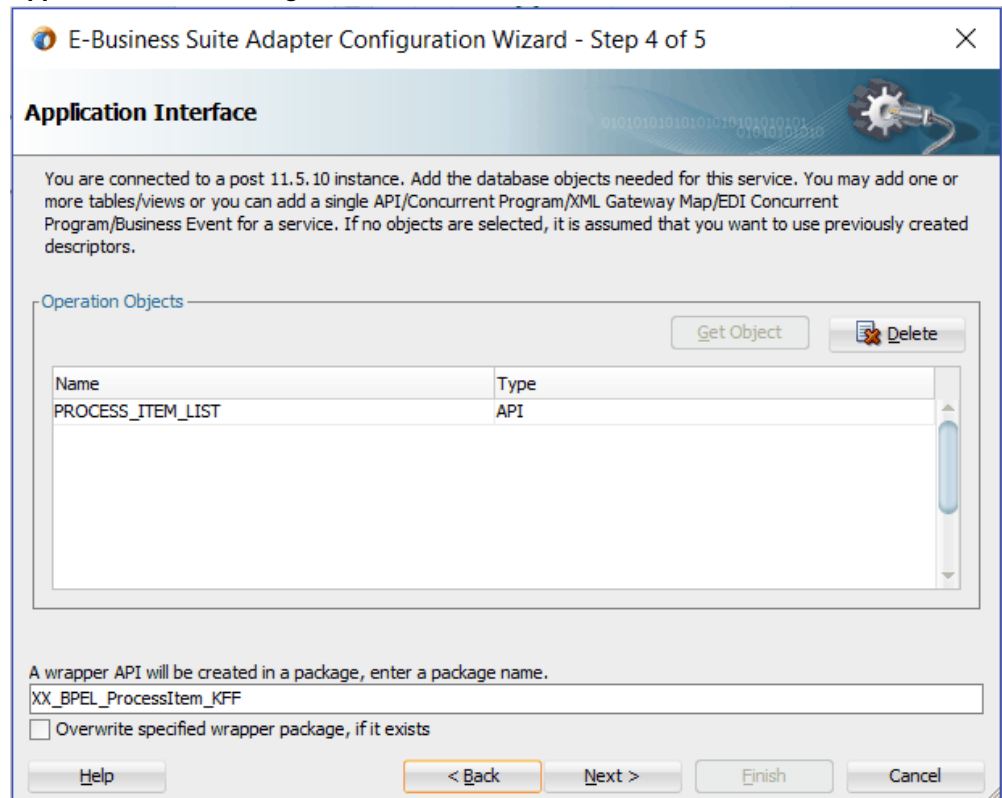 E-Business Suite Adapter Configuration Wizard - Step 4 of 5
Application Interface
You are connected to a post 11.5.10 instance. Add the database objects needed for this service. You may add one or
more tables/views or you can add a single API/Concurrent Program/XML Gateway Map/EDI Concurrent
Program/Business Event for a service. If no objects are selected, it is assumed that you want to use previously created
descriptors.
Operation Objects
Get Object Delete
Name Type
PROCESS_ITEM_LIST API
A wrapper API will be created in a package, enter a package name.
XX_BPEL_ProcessItem_KFF
Overwrite specified wrapper package, if it exists
Help < Back Next > Finish Cancel